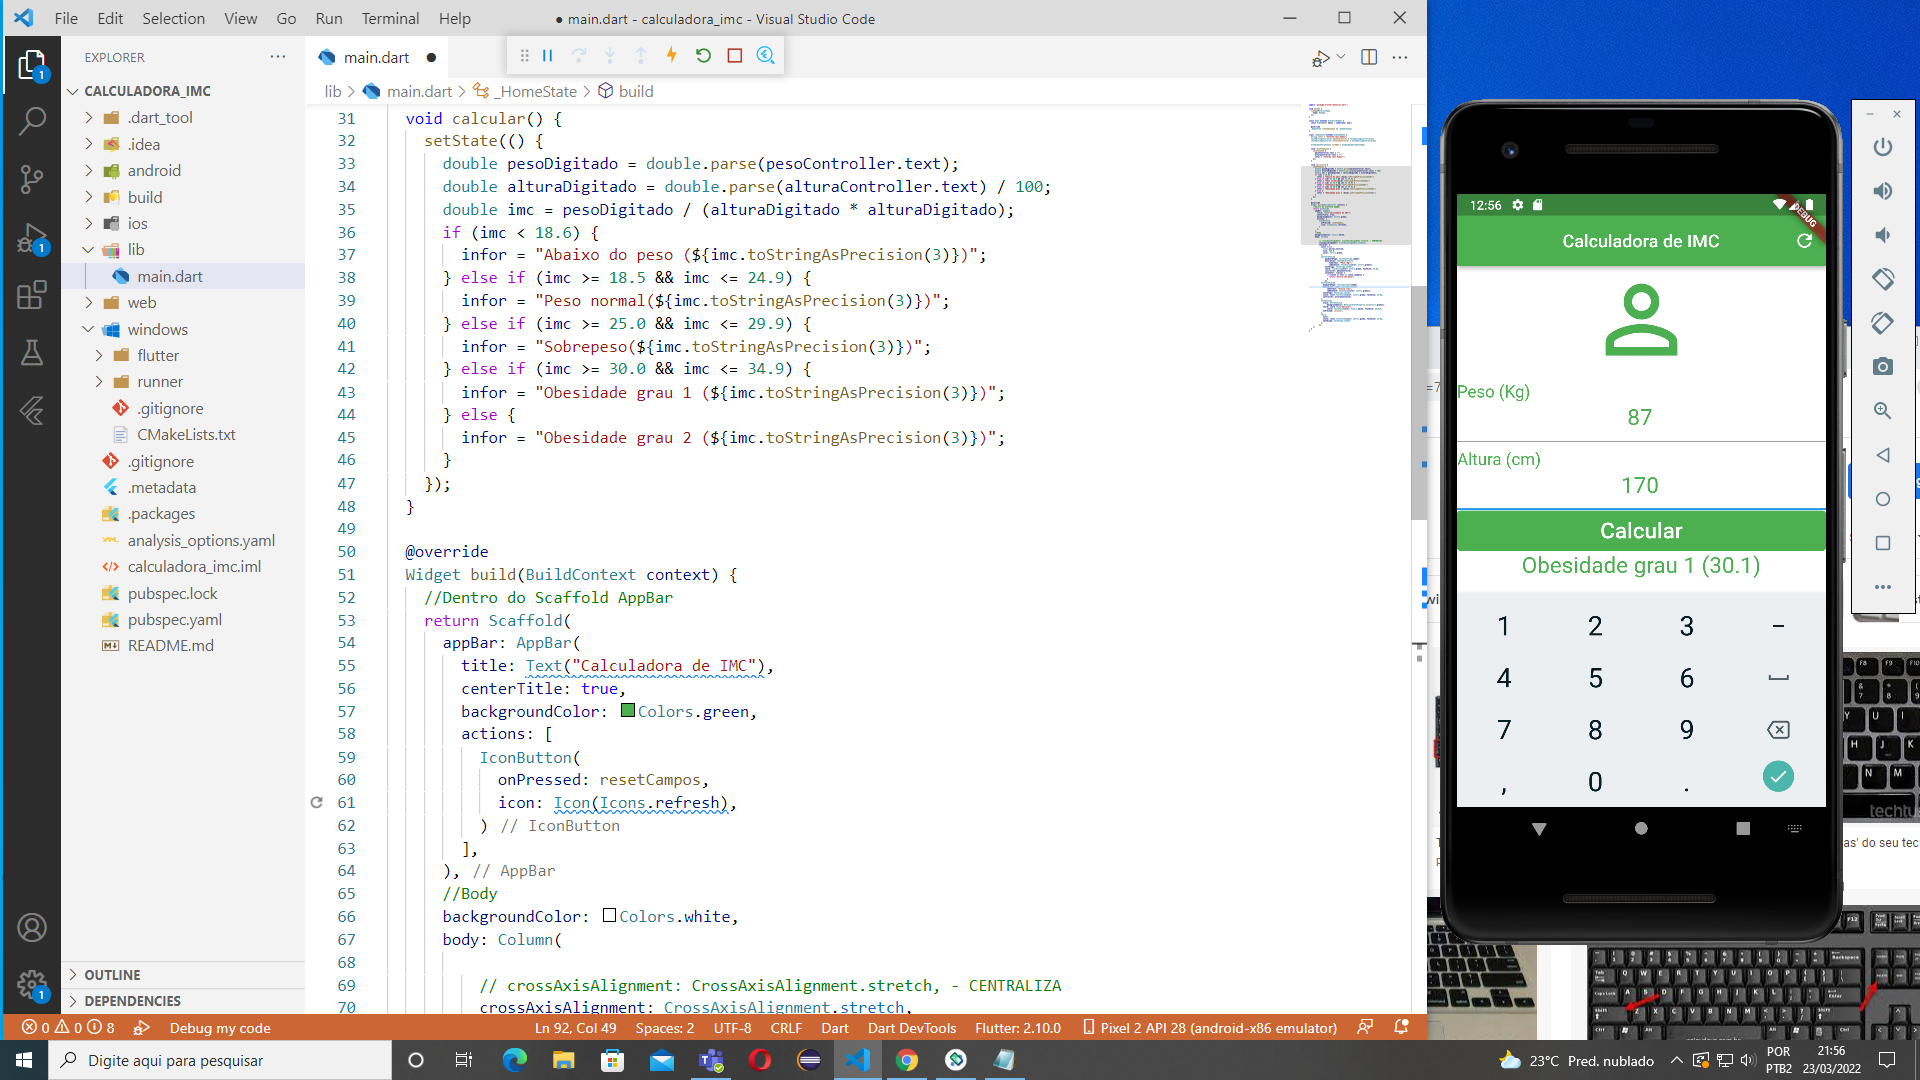 File Edit Selection View Go Run Terminal Help
● main.dart - calculadora_imc - Visual Studio Code
EXPLORER
main.dart
CALCULADORA_IMC
.dart_tool
.idea
android
build
ios
lib
main.dart
web
windows
flutter
runner
.gitignore
CMakeLists.txt
.gitignore
.metadata
.packages
analysis_options.yaml
calculadora_imc.iml
pubspec.lock
pubspec.yaml
README.md
OUTLINE
DEPENDENCIES
1
1
1
lib > main.dart > _HomeState > build
31 void calcular() {
32 setState(() {
33 double pesoDigitado = double.parse(pesoController.text);
34 double alturaDigitado = double.parse(alturaController.text) / 100;
35 double imc = pesoDigitado / (alturaDigitado * alturaDigitado);
36 if (imc < 18.6) {
37 infor = "Abaixo do peso (${imc.toStringAsPrecision(3)})";
38 } else if (imc >= 18.5 && imc <= 24.9) {
39 infor = "Peso normal(${imc.toStringAsPrecision(3)})";
40 } else if (imc >= 25.0 && imc <= 29.9) {
41 infor = "Sobrepeso(${imc.toStringAsPrecision(3)})";
42 } else if (imc >= 30.0 && imc <= 34.9) {
43 infor = "Obesidade grau 1 (${imc.toStringAsPrecision(3)})";
44 } else {
45 infor = "Obesidade grau 2 (${imc.toStringAsPrecision(3)})";
46 }
47 });
48 }
49
50 @override
51 Widget build(BuildContext context) {
52 //Dentro do Scaffold AppBar
53 return Scaffold(
54 appBar: AppBar(
55 title: Text("Calculadora de IMC"),
56 centerTitle: true,
57 backgroundColor: Colors.green,
58 actions: [
59 IconButton(
60 onPressed: resetCampos,
61 icon: Icon(Icons.refresh),
62 ) // IconButton
63 ],
64 ), // AppBar
65 //Body
66 backgroundColor: Colors.white,
67 body: Column(
68
69 // crossAxisAlignment: CrossAxisAlignment.stretch, - CENTRALIZA
70 crossAxisAlignment: CrossAxisAlignment.stretch,
0 0 8 Debug my code
Ln 92, Col 49 Spaces: 2 UTF-8 CRLF Dart Dart DevTools Flutter: 2.10.0 Pixel 2 API 28 (android-x86 emulator)
12:56
DEBUG
Calculadora de IMC
Peso (Kg)
87
Altura (cm)
170
Calcular
Obesidade grau 1 (30.1)
1 2 3 −
4 5 6
7 8 9
, 0 .
as' do seu tec
techtu
Digite aqui para pesquisar
23°C Pred. nublado
POR
PTB2
21:56
23/03/2022